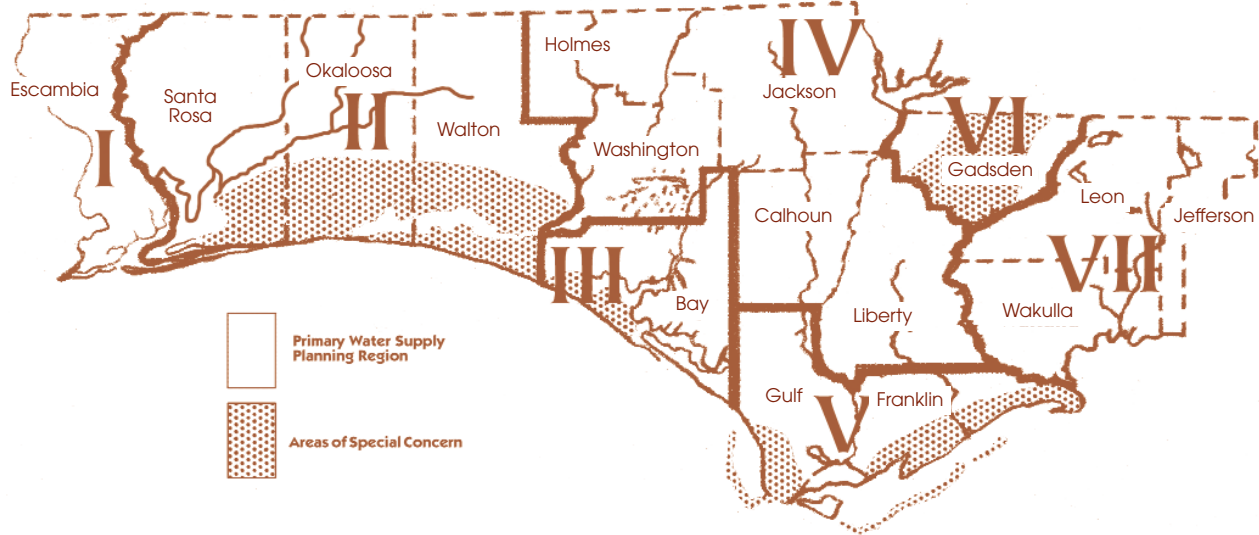 Holmes
IV
Okaloosa
Escambia
Santa
Rosa
Jackson
II
VI
Walton
I
Washington
Gadsden
Leon
Calhoun
Jefferson
III
VII
Bay
Liberty
Wakulla
Primary Water Supply
Planning Region
Gulf
V
Franklin
Areas of Special Concern